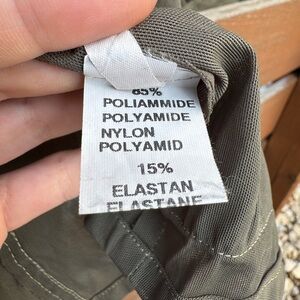 85%
POLIAMMIDE
POLYAMIDE
NYLON
POLYAMID
15%
ELASTAN
ELASTANE